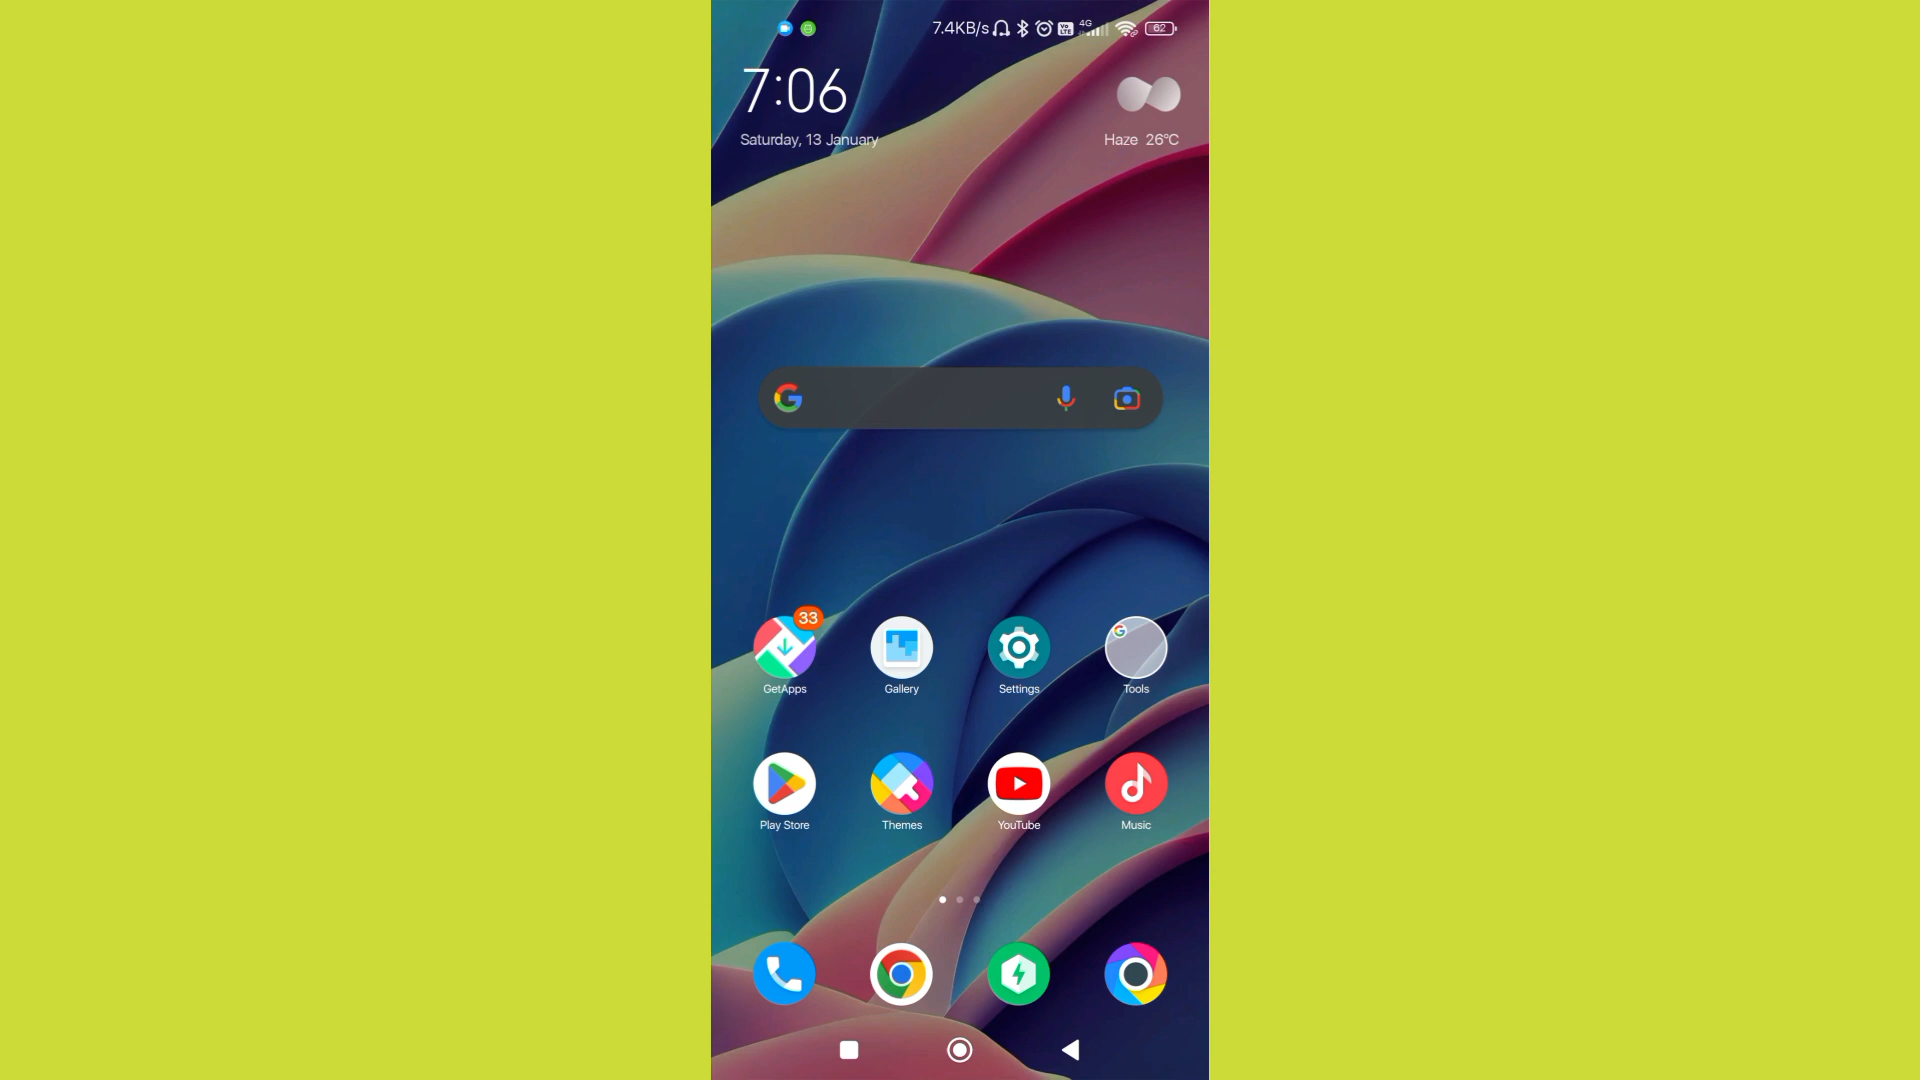 7.4KB/s 4G 62
7:06
Saturday, 13 January
Haze 26°C
33
GetApps Gallery Settings Tools
Play Store Themes YouTube Music